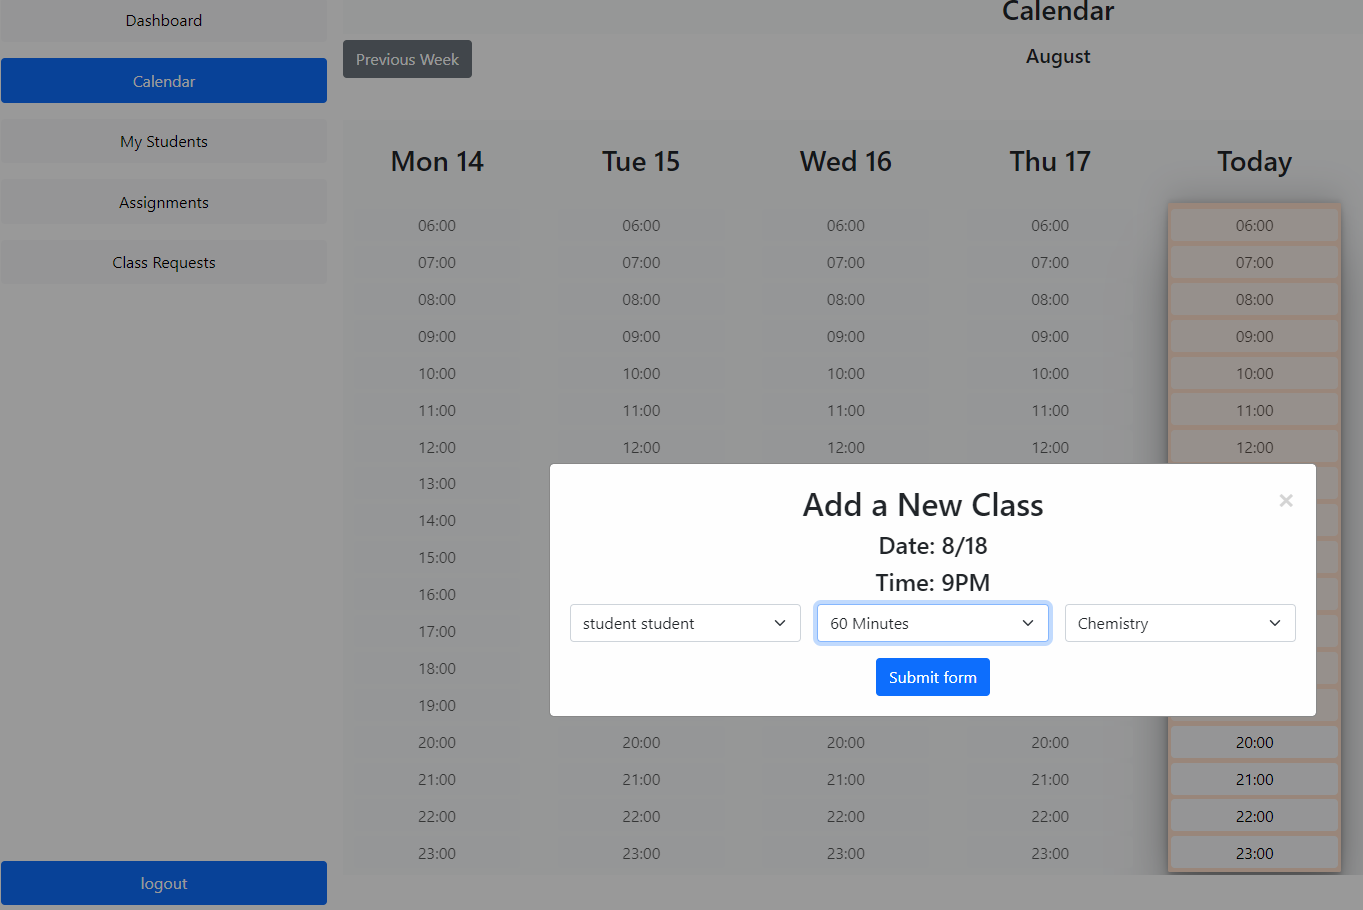 Dashboard
Calendar
My Students
Assignments
Class Requests
logout
Calendar
Previous Week
August
Mon 14 Tue 15 Wed 16 Thu 17 Today
06:00 06:00 06:00 06:00 06:00
07:00 07:00 07:00 07:00 07:00
08:00 08:00 08:00 08:00 08:00
09:00 09:00 09:00 09:00 09:00
10:00 10:00 10:00 10:00 10:00
11:00 11:00 11:00 11:00 11:00
12:00 12:00 12:00 12:00 12:00
13:00
14:00
15:00
16:00
17:00
18:00
19:00
20:00 20:00 20:00 20:00 20:00
21:00 21:00 21:00 21:00 21:00
22:00 22:00 22:00 22:00 22:00
23:00 23:00 23:00 23:00 23:00
Add a New Class ×
Date: 8/18
Time: 9PM
student student 60 Minutes Chemistry
Submit form